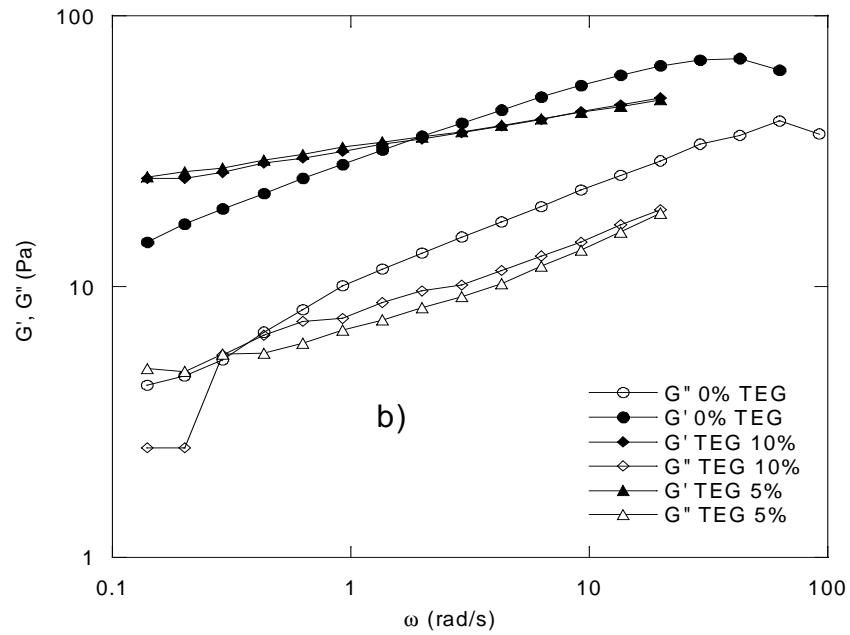 100
10
1
G', G" (Pa)
b)
G" 0% TEG
G' 0% TEG
G' TEG 10%
G" TEG 10%
G' TEG 5%
G" TEG 5%
0.1
1
10
100
ω (rad/s)